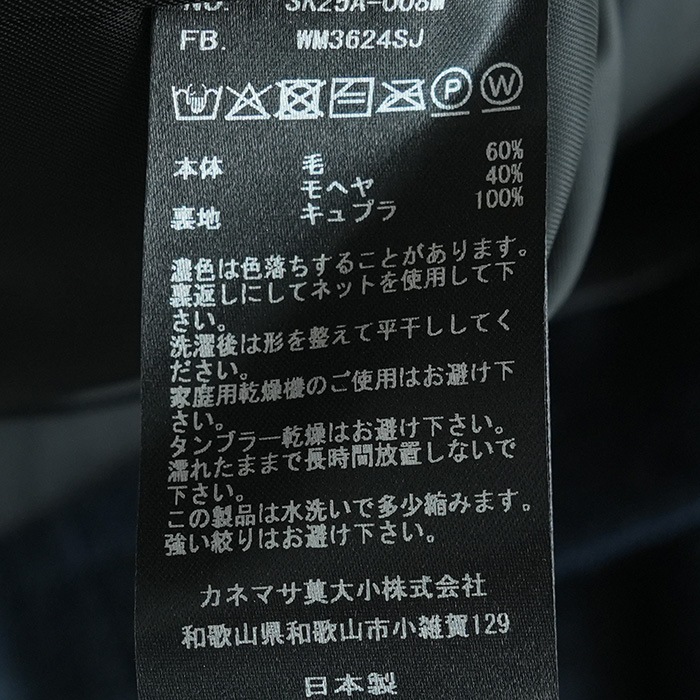 NO. SK25A-008M
FB. WM3624SJ
P W
本体 毛 60%
モヘヤ 40%
裏地 キュプラ 100%
濃色は色落ちすることがあります。
裏返しにしてネットを使用して下
さい。
洗濯後は形を整えて平干ししてく
ださい。
家庭用乾燥機のご使用はお避け下
さい。
タンブラー乾燥はお避け下さい。
濡れたままで長時間放置しないで
下さい。
この製品は水洗いで多少縮みます。
強い絞りはお避け下さい。
カネマサ莫大小株式会社
和歌山県和歌山市小雑賀129
日本製